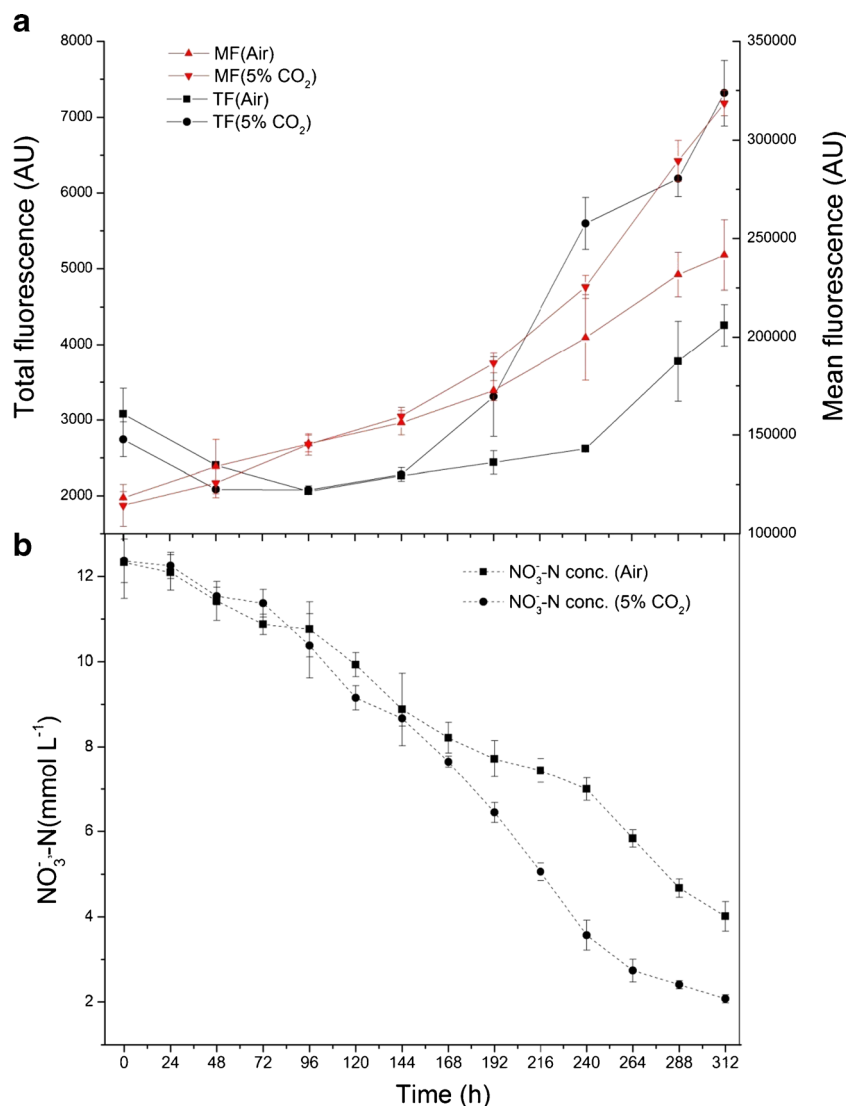 a
8000
7000
6000
5000
4000
3000
2000
Total fluorescence (AU)
MF(Air)
MF(5% CO₂)
TF(Air)
TF(5% CO₂)
350000
300000
250000
200000
150000
100000
Mean fluorescence (AU)
b
12
10
8
6
4
2
NO₃⁻-N(mmol L⁻¹)
NO₃⁻-N conc. (Air)
NO₃⁻-N conc. (5% CO₂)
0 24 48 72 96 120 144 168 192 216 240 264 288 312
Time (h)